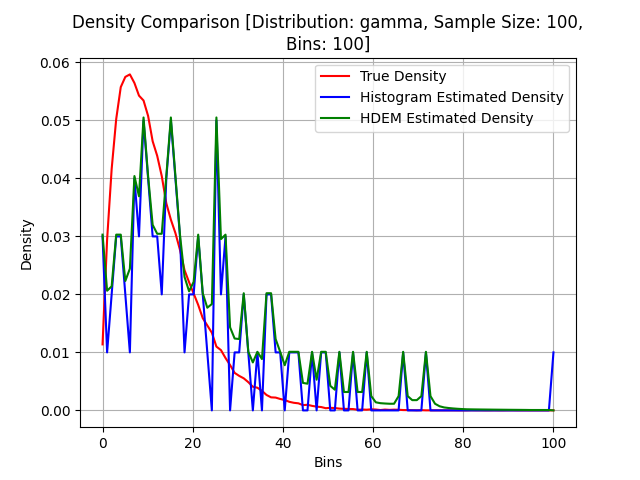 Density Comparison [Distribution: gamma, Sample Size: 100,
Bins: 100]
True Density
Histogram Estimated Density
HDEM Estimated Density
Density
0.06
0.05
0.04
0.03
0.02
0.01
0.00
0
20
40
60
80
100
Bins